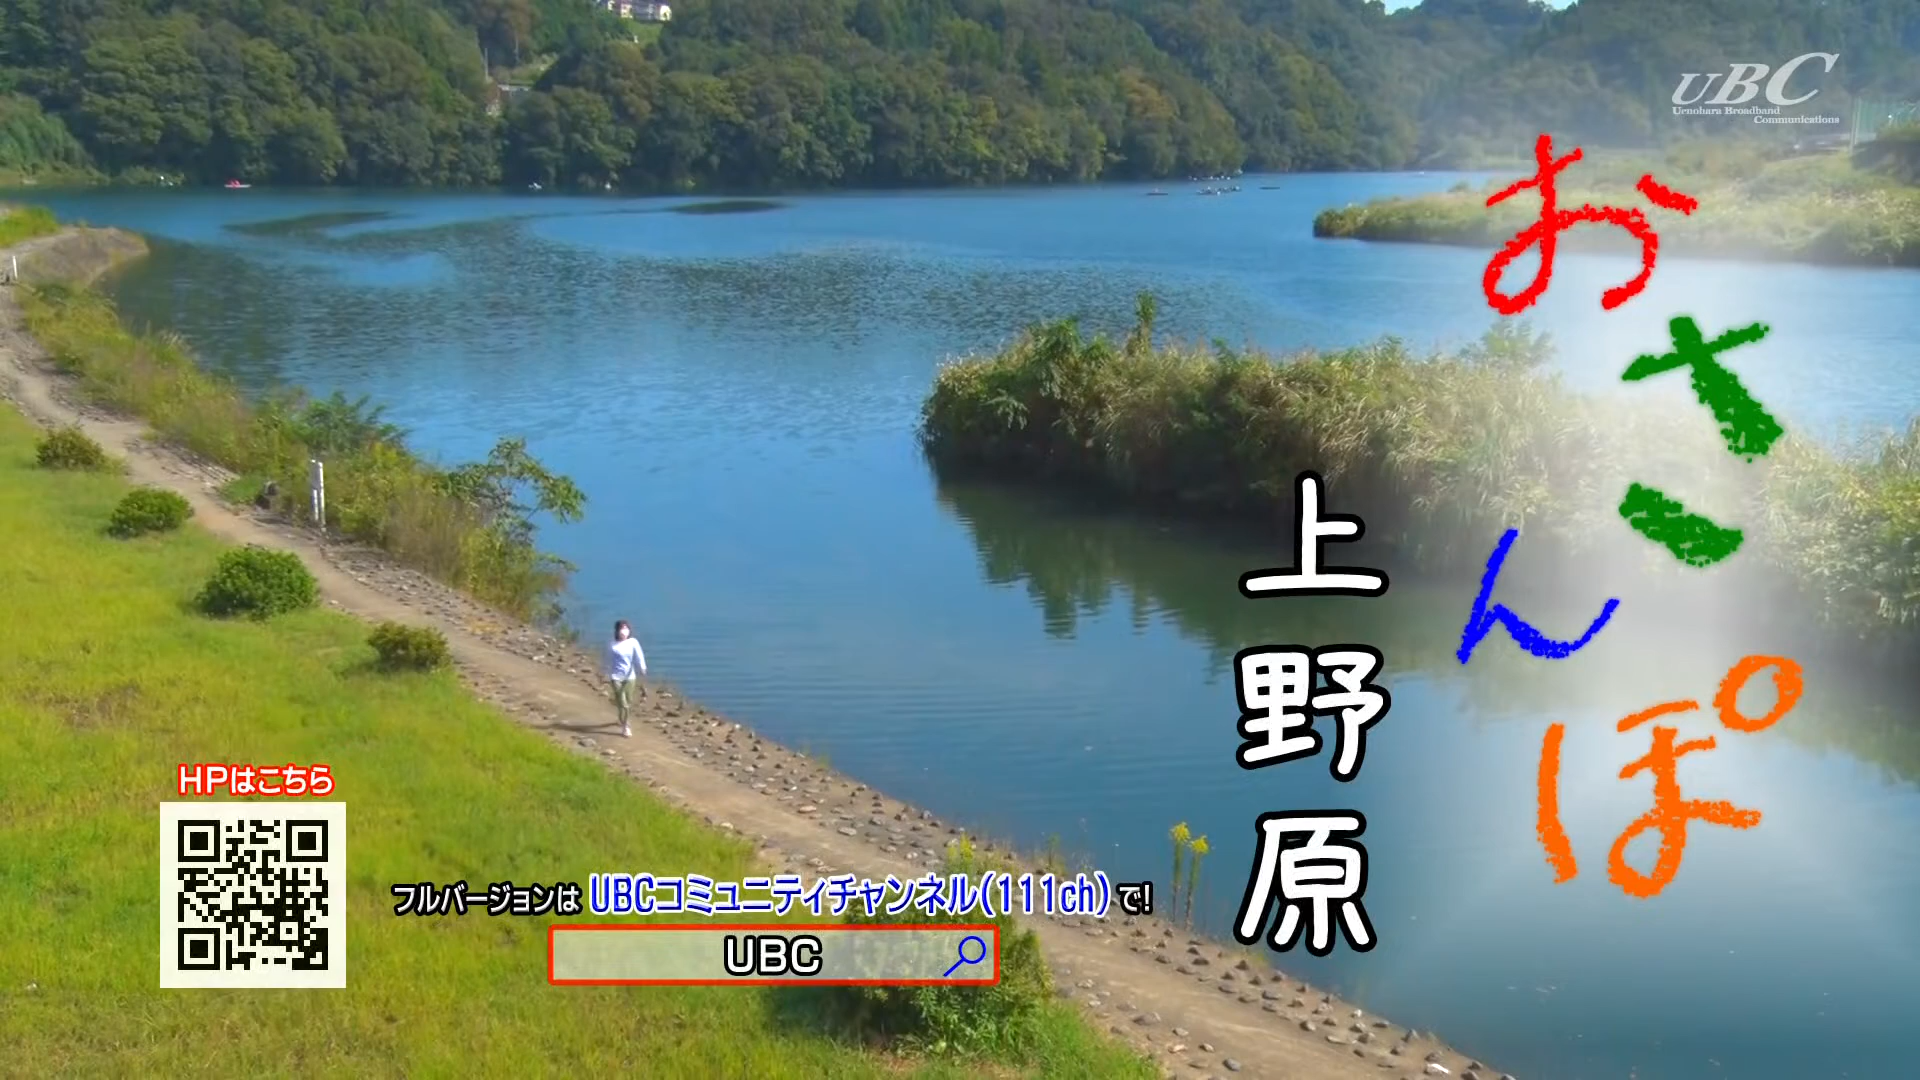 UBC
Uenohara Broadband
Communications
おさんぽ
上野原
HPはこちら
フルバージョンは UBCコミュニティチャンネル(111ch)で!
UBC